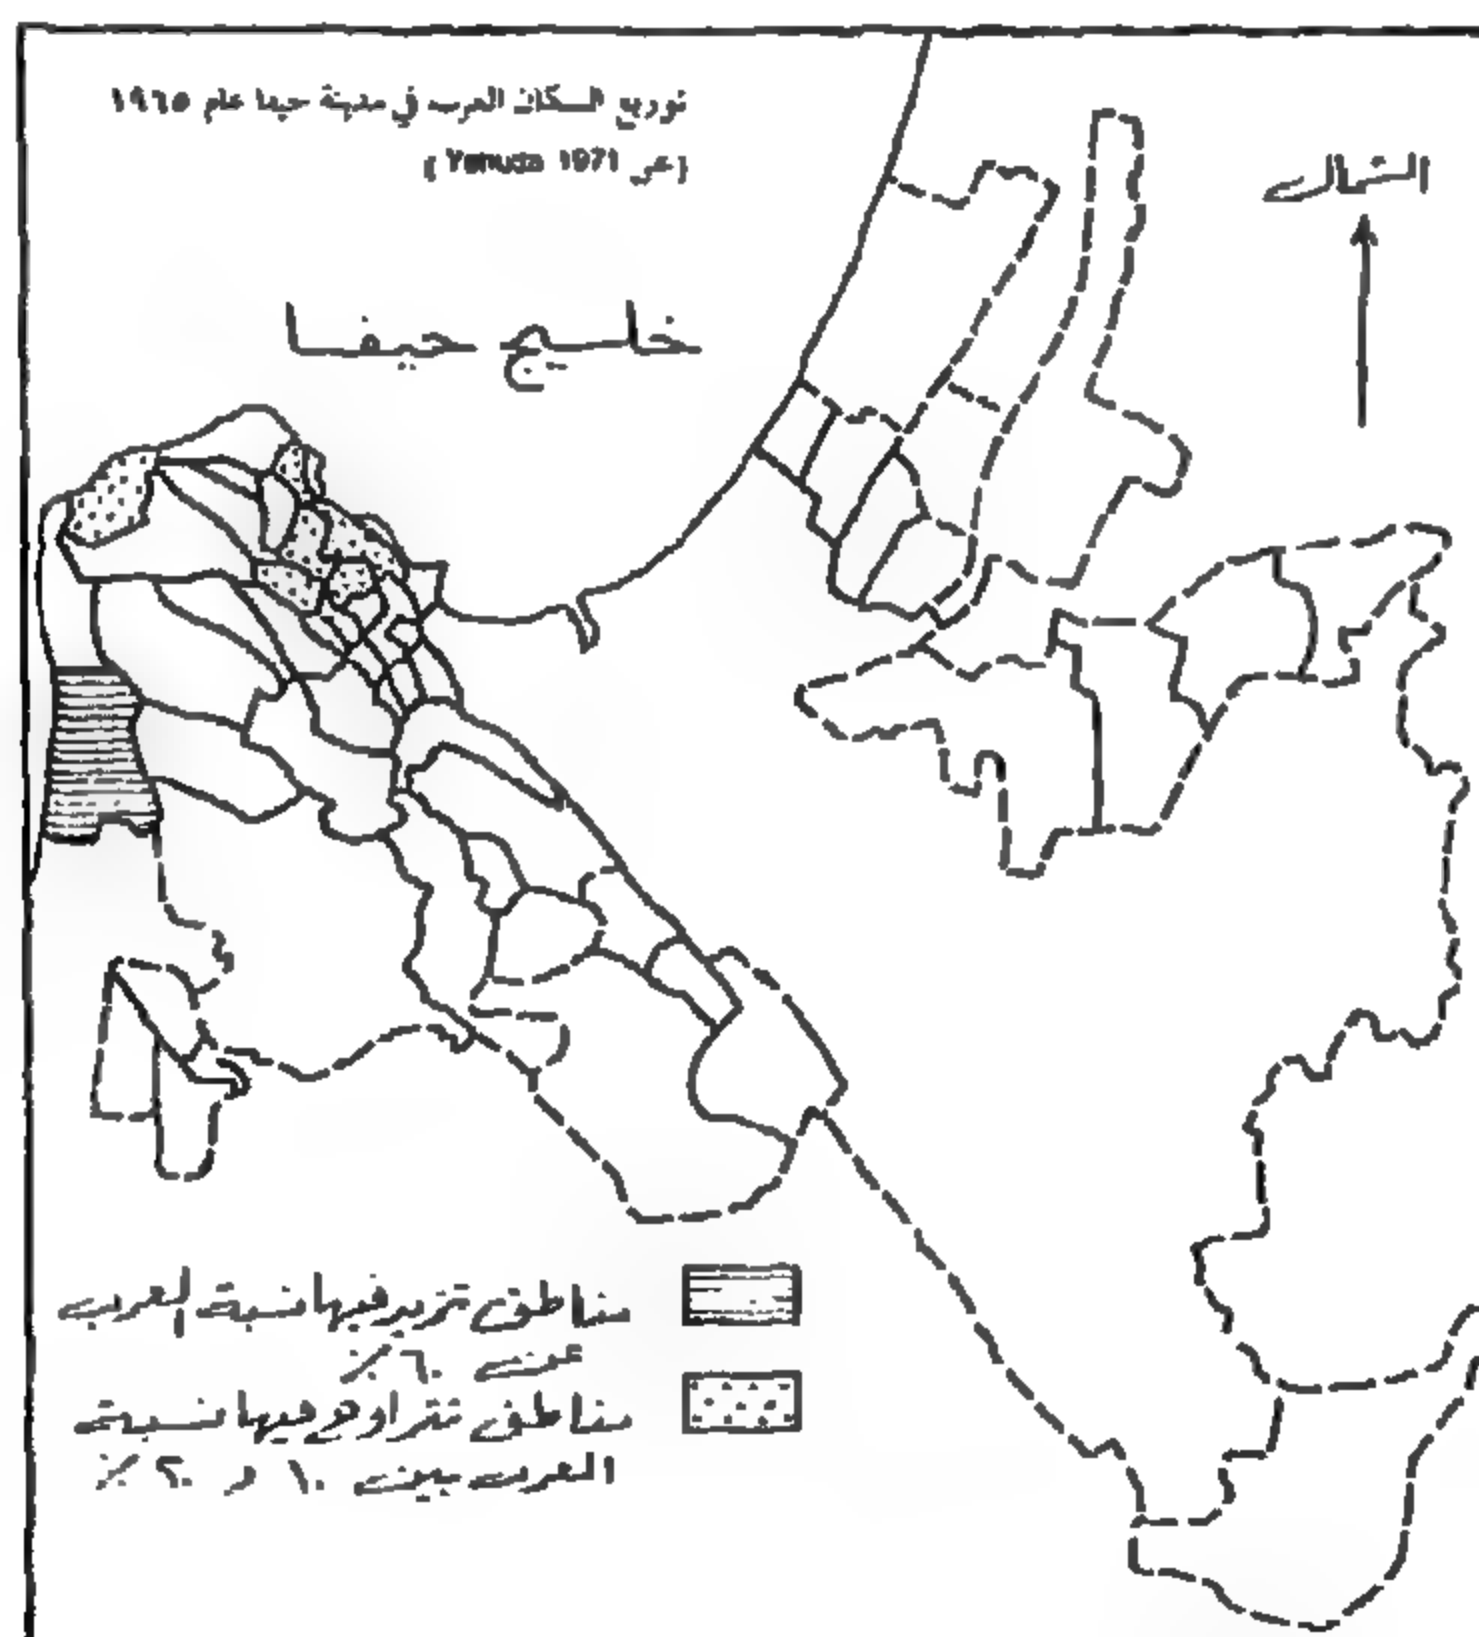 توزيع السكان العرب في مدينة حيفا عام ١٩٦٥
(عن Yehuda 1971)
الشمال
خليج حيفا
مناطق تزيد فيها نسبة العرب
عن ٦٠ ٪
مناطق تتراوح فيها نسبة
العرب بين ١٠ و ٢٠ ٪